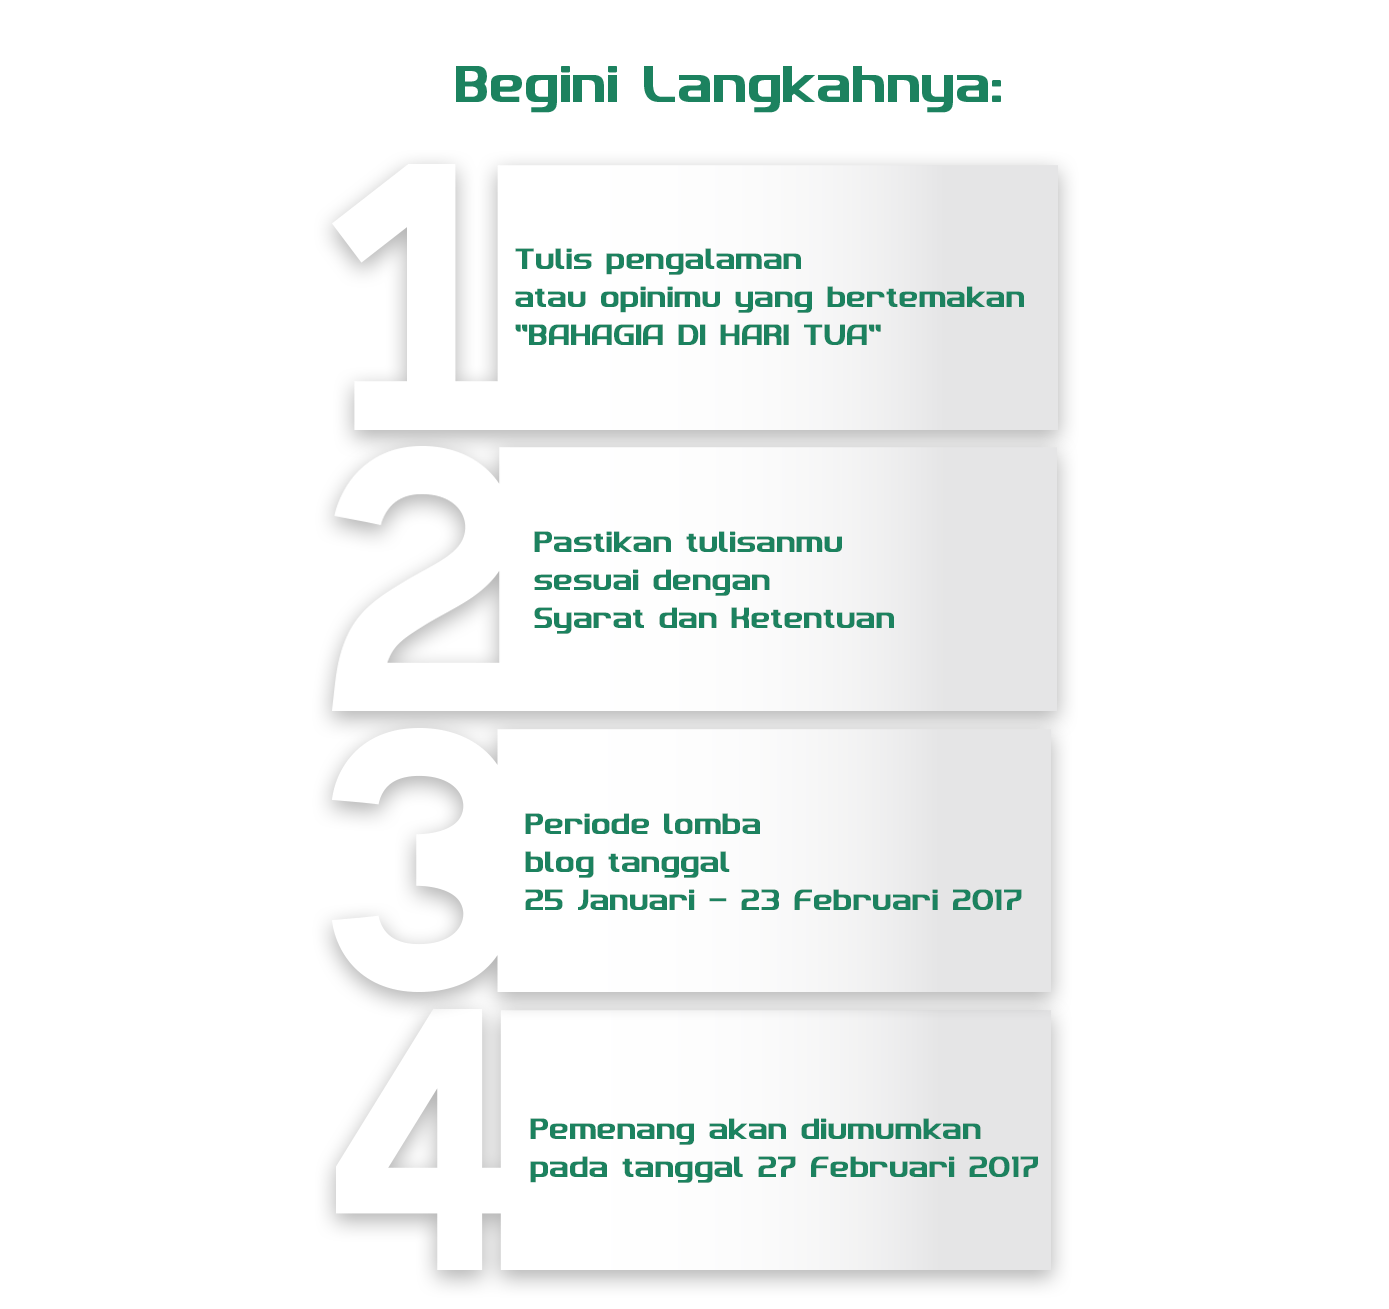 Begini Langkahnya:
1
Tulis pengalaman
atau opinimu yang bertemakan
"BAHAGIA DI HARI TUA"
2
Pastikan tulisanmu
sesuai dengan
Syarat dan Ketentuan
3
Periode lomba
blog tanggal
25 Januari - 23 Februari 2017
4
Pemenang akan diumumkan
pada tanggal 27 Februari 2017